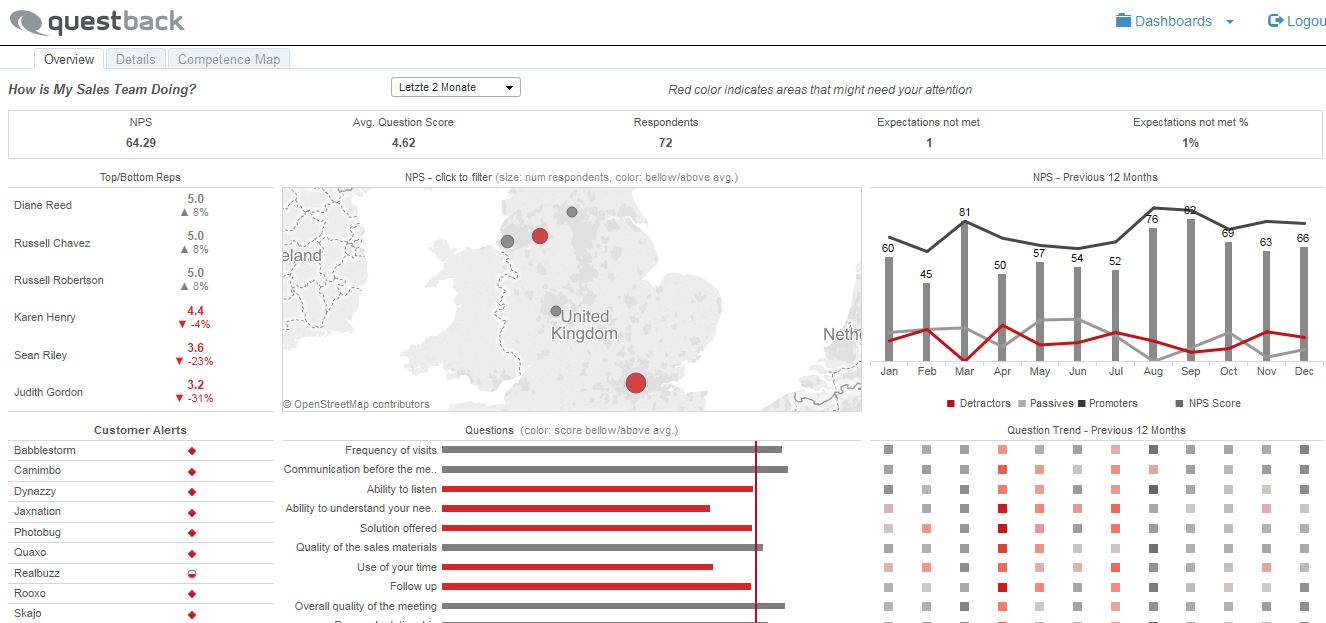 questback
Dashboards
Logou
Overview
Details
Competence Map
How is My Sales Team Doing?
Letzte 2 Monate
Red color indicates areas that might need your attention
NPS
Avg. Question Score
Respondents
Expectations not met
Expectations not met %
64.29
4.62
72
1
1%
Top/Bottom Reps
Diane Reed
5.0
▲ 8%
Russell Chavez
5.0
▲ 8%
Russell Robertson
5.0
▲ 8%
Karen Henry
4.4
▼ -4%
Sean Riley
3.6
▼ -23%
Judith Gordon
3.2
▼ -31%
NPS - click to filter (size: num respondents, color: bellow/above avg.)
eland
United
Kingdom
Neth
© OpenStreetMap contributors
NPS - Previous 12 Months
60
45
81
50
57
54
52
76
82
69
63
66
Jan
Feb
Mar
Apr
May
Jun
Jul
Aug
Sep
Oct
Nov
Dec
Detractors
Passives
Promoters
NPS Score
Customer Alerts
Babblestorm
Camimbo
Dynazzy
Jaxnation
Photobug
Quaxo
Realbuzz
Rooxo
Skajo
Questions (color: score bellow/above avg.)
Frequency of visits
Communication before the me..
Ability to listen
Ability to understand your nee..
Solution offered
Quality of the sales materials
Use of your time
Follow up
Overall quality of the meeting
Question Trend - Previous 12 Months